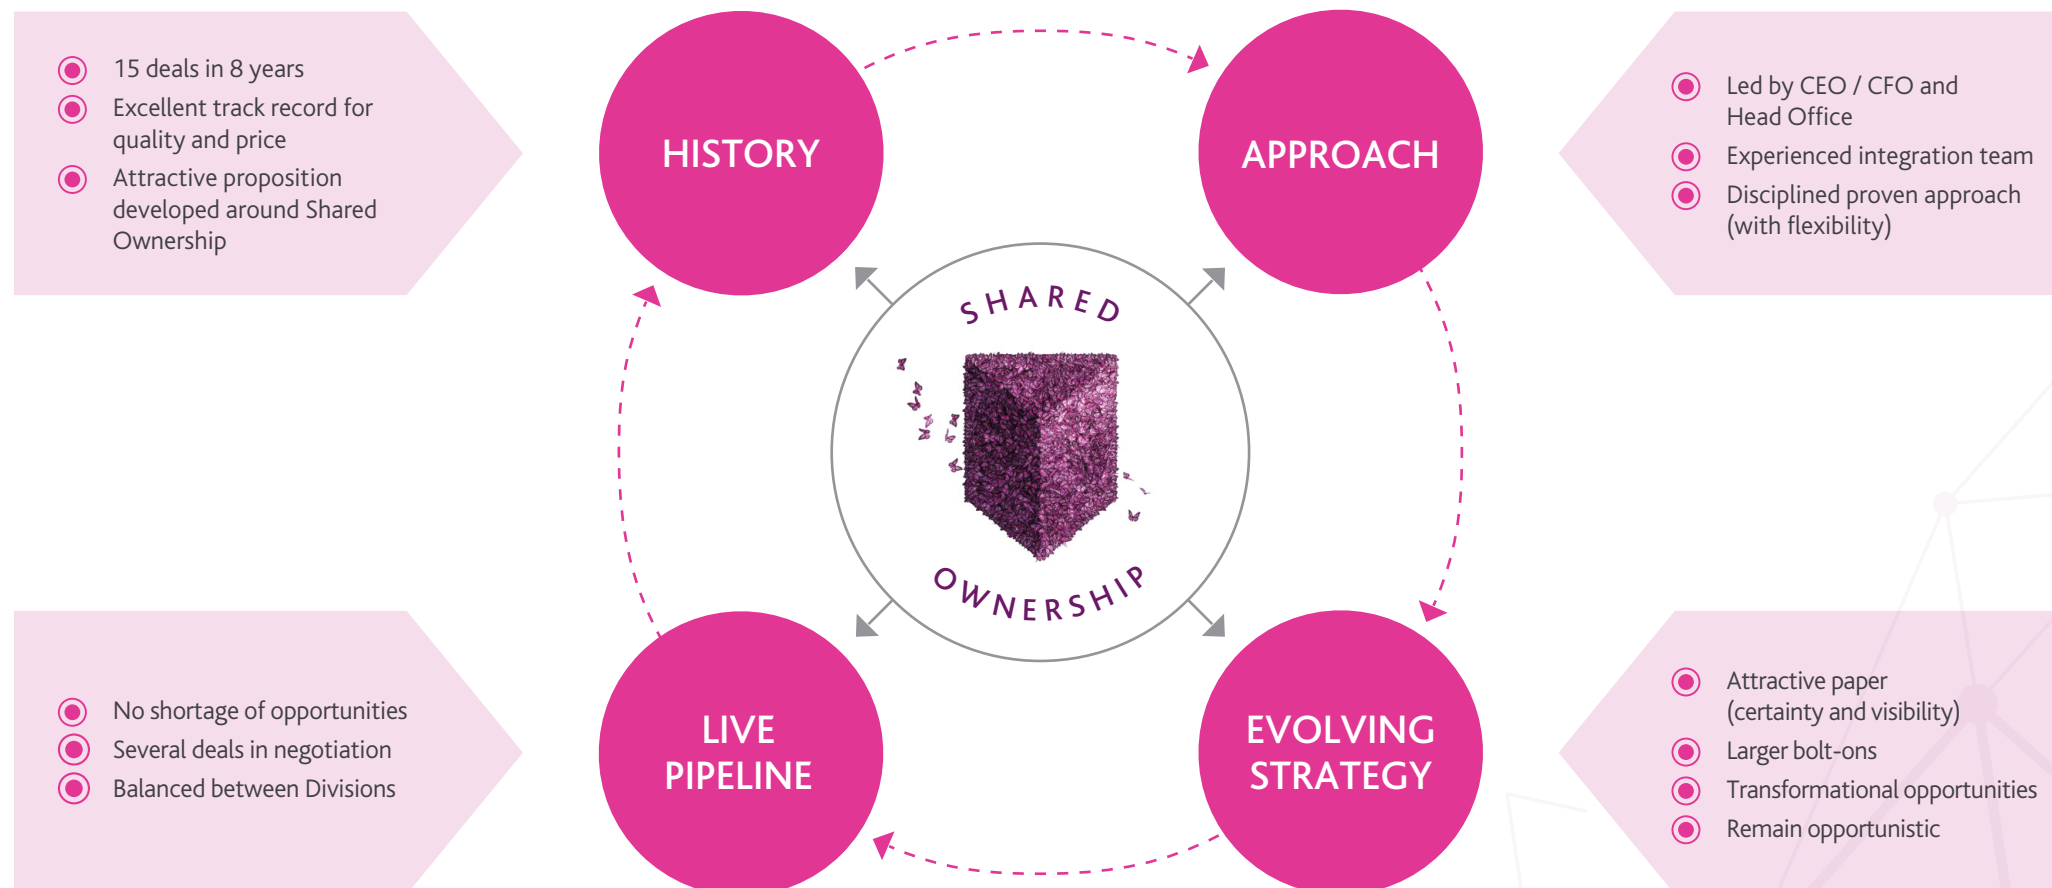 15 deals in 8 years
Excellent track record for
quality and price
Attractive proposition
developed around Shared
Ownership
HISTORY
APPROACH
Led by CEO / CFO and
Head Office
Experienced integration team
Disciplined proven approach
(with flexibility)
SHARED
OWNERSHIP
No shortage of opportunities
Several deals in negotiation
Balanced between Divisions
LIVE
PIPELINE
EVOLVING
STRATEGY
Attractive paper
(certainty and visibility)
Larger bolt-ons
Transformational opportunities
Remain opportunistic